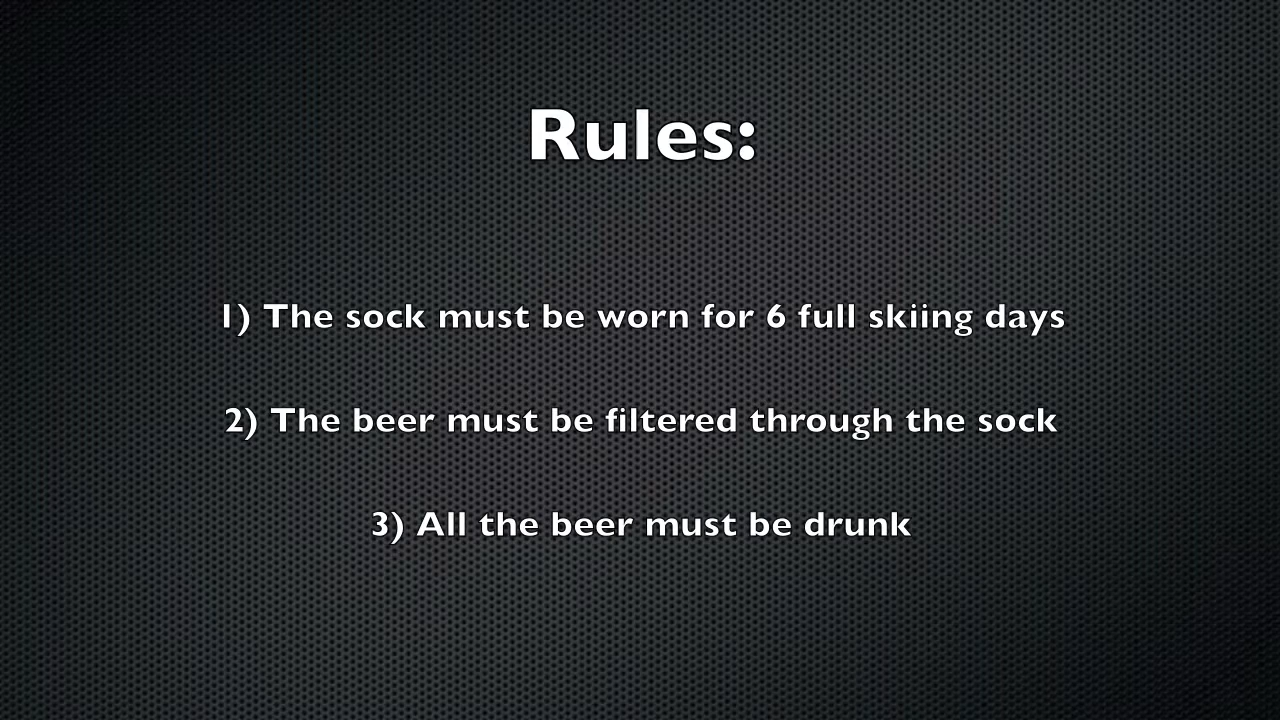 Rules:
1) The sock must be worn for 6 full skiing days
2) The beer must be filtered through the sock
3) All the beer must be drunk